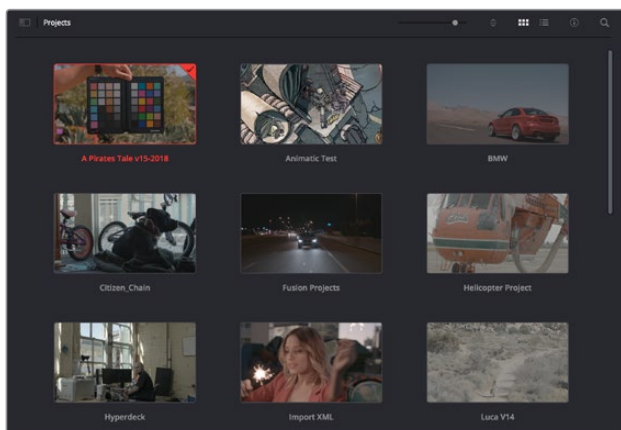 Projects
A Pirates Tale v15-2018
Animatic Test
BMW
Citizen_Chain
Fusion Projects
Helicopter Project
Hyperdeck
Import XML
Luca V14